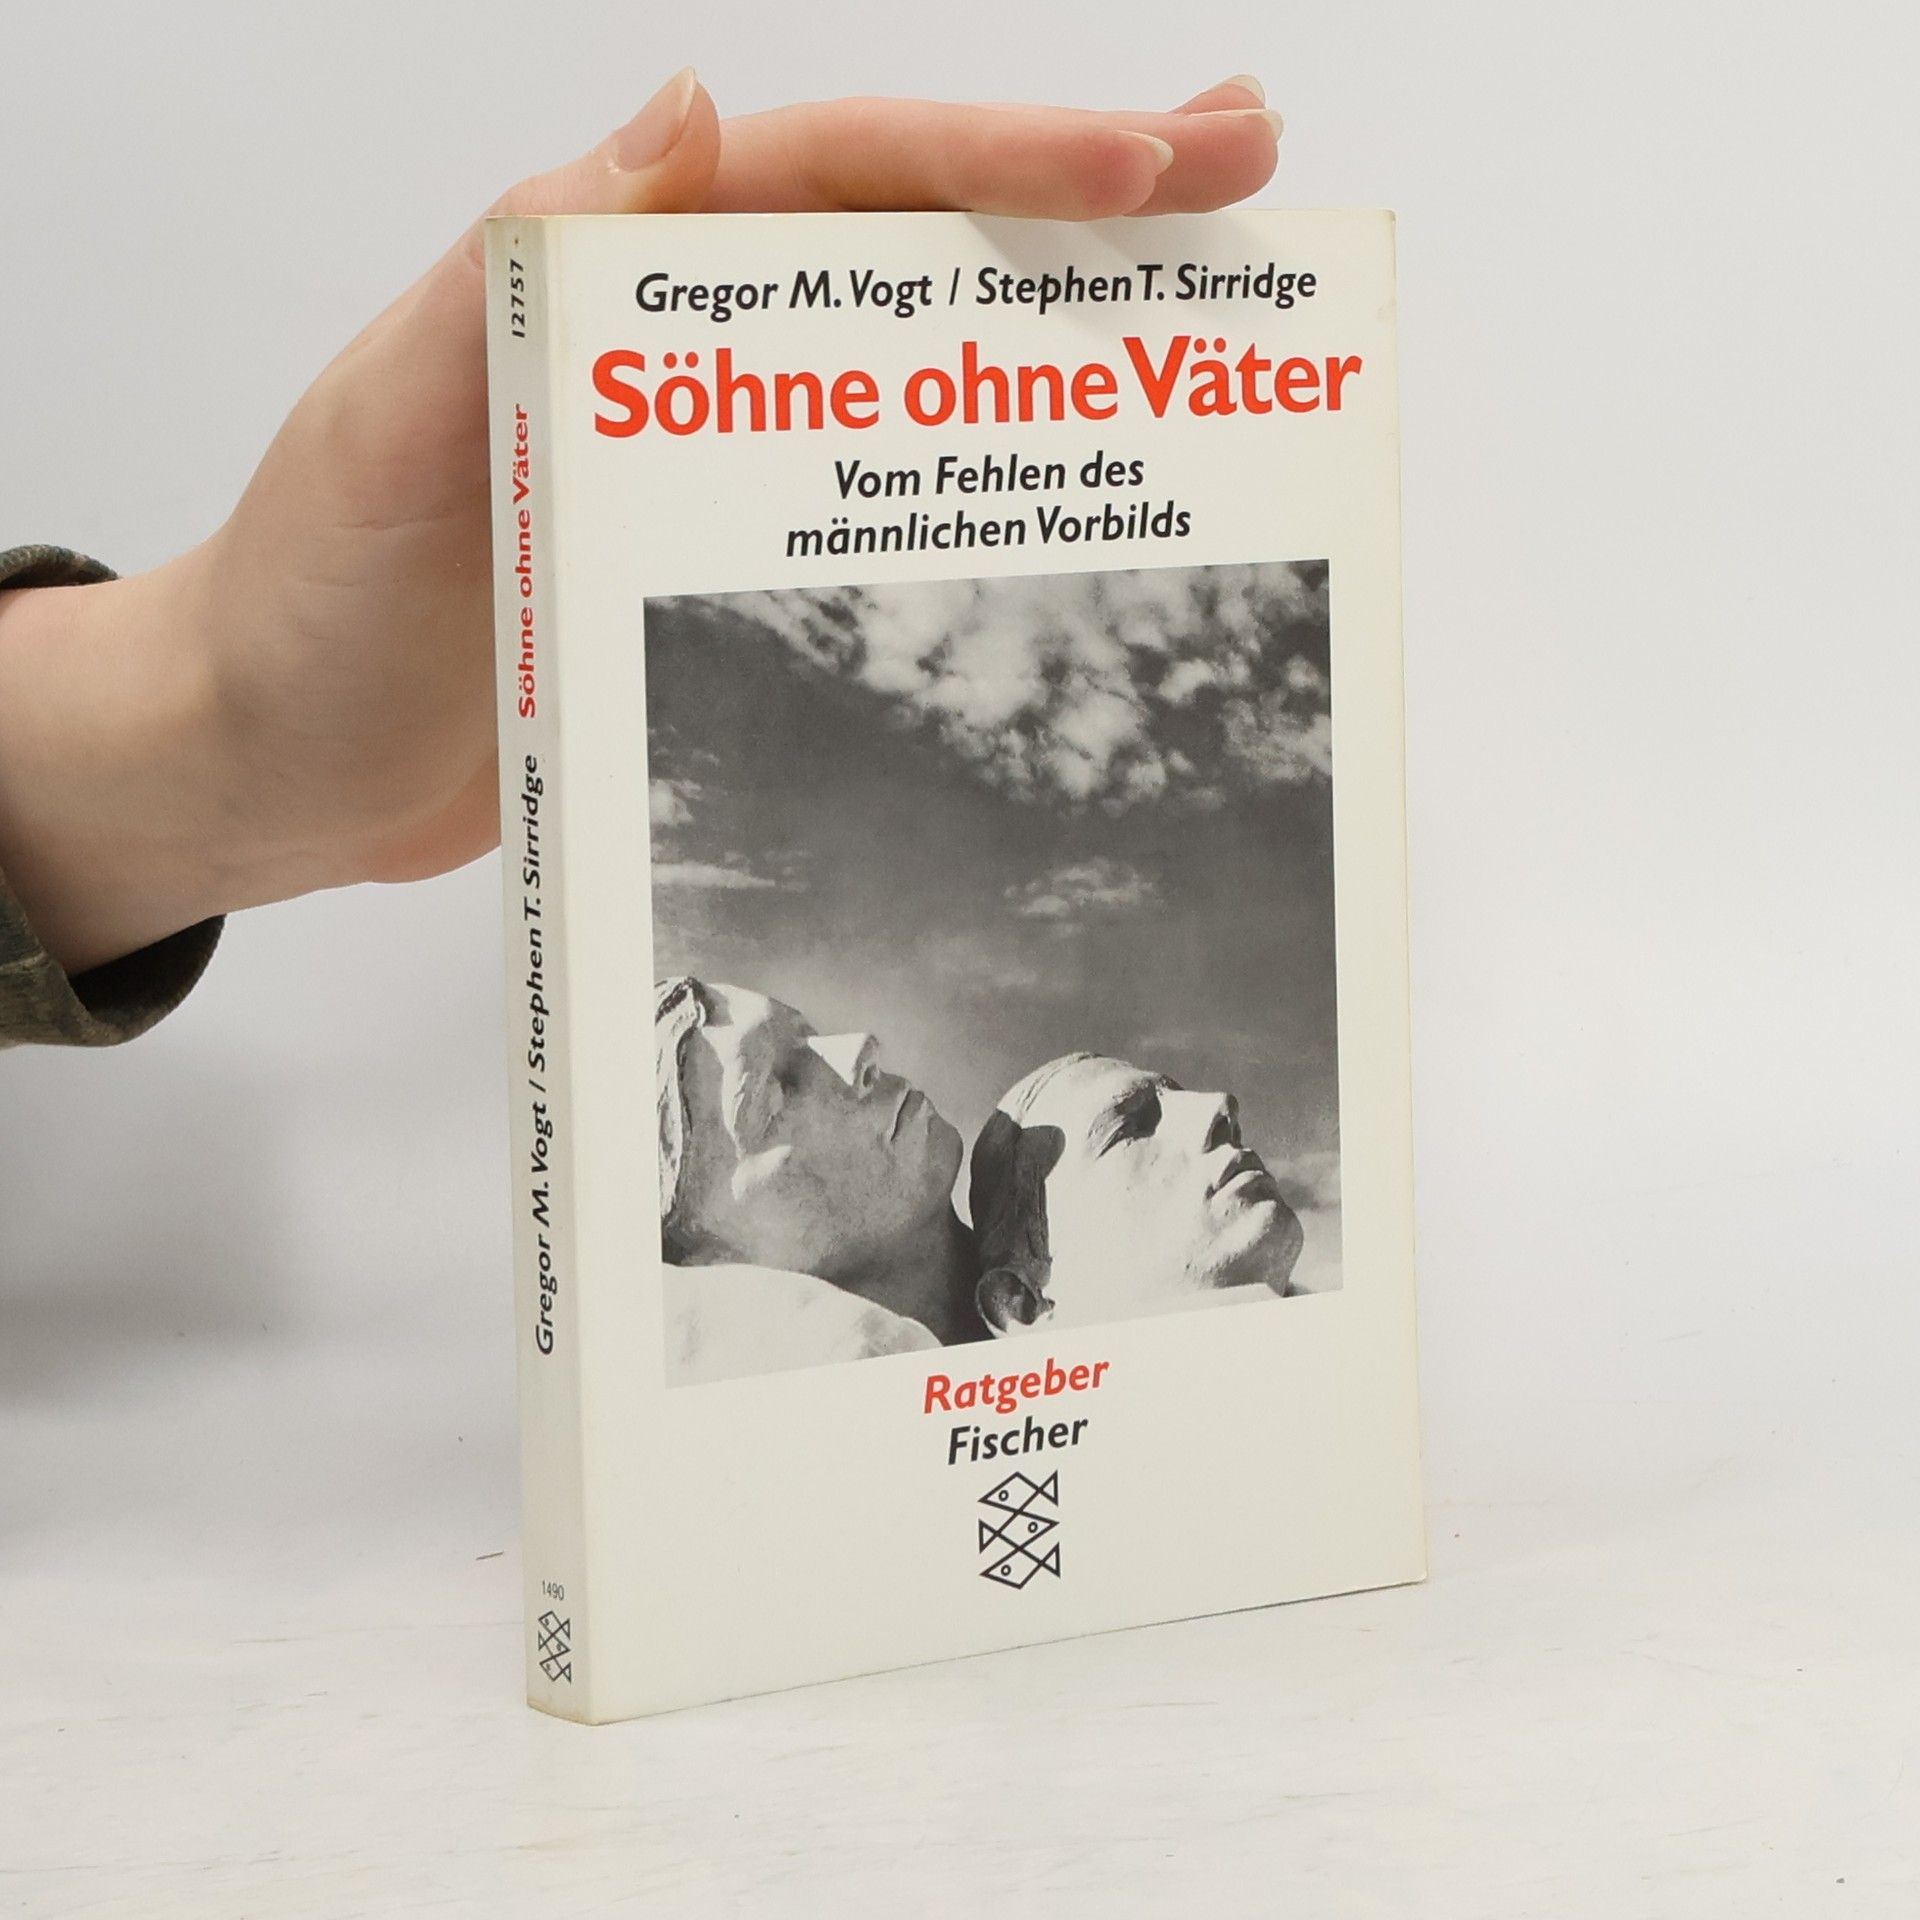 Gregor M. Vogt / Stephen T. Sirridge
Söhne ohne Väter
Vom Fehlen des
männlichen Vorbilds
Ratgeber
Fischer
Gregor M. Vogt / Stephen T. Sirridge Söhne ohne Väter 12757
1490